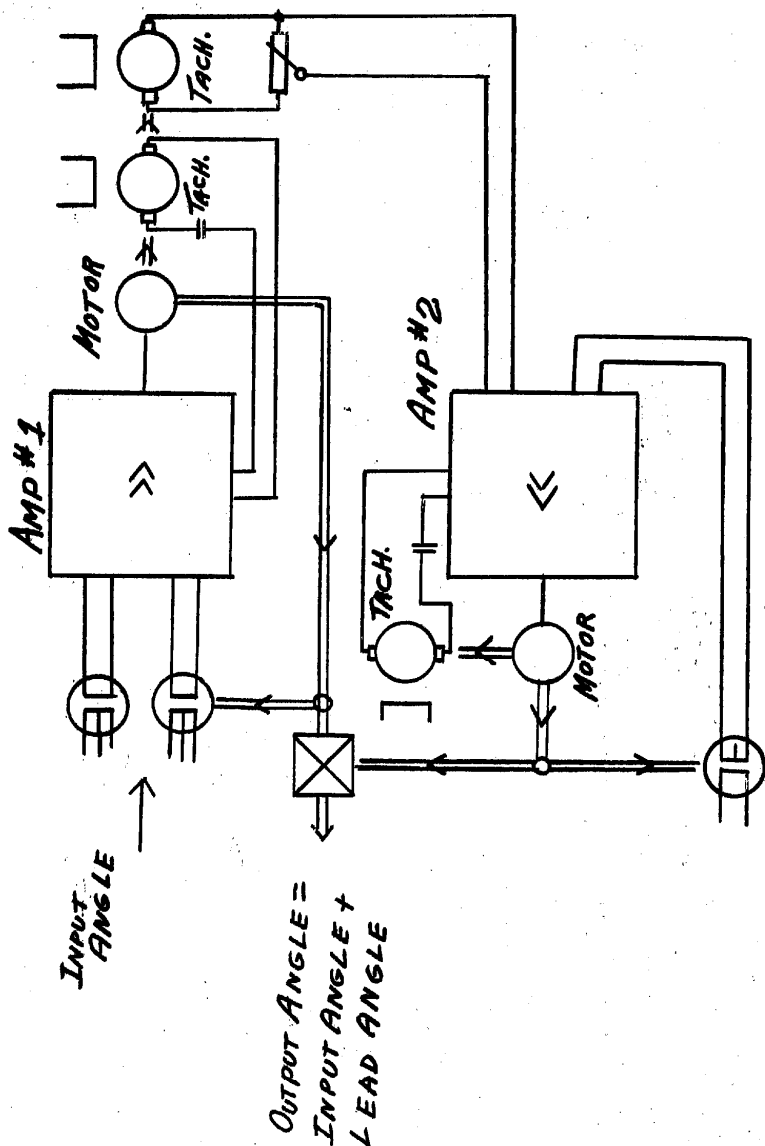 TACH.
TACH.
MOTOR
AMP #1
AMP #2
TACH.
MOTOR
INPUT
ANGLE
OUTPUT ANGLE =
INPUT ANGLE +
LEAD ANGLE